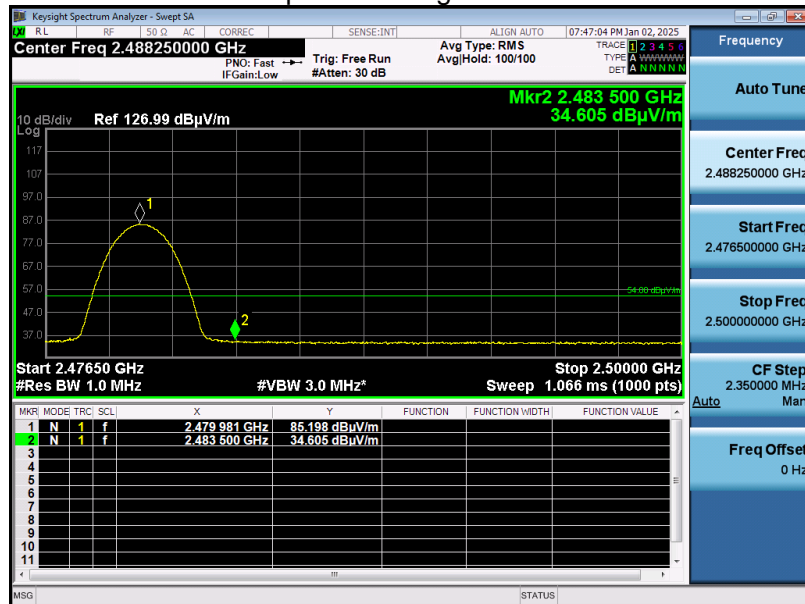 Keysight Spectrum Analyzer - Swept SA
RL RF 50 Ω AC CORREC SENSE:INT ALIGN AUTO 07:47:04 PM Jan 02, 2025
Center Freq 2.488250000 GHz Avg Type: RMS TRACE 1 2 3 4 5 6
PNO: Fast Trig: Free Run Avg|Hold: 100/100 TYPE A WWWWW
IFGain:Low #Atten: 30 dB DET A N N N N N
Mkr2 2.483 500 GHz
10 dB/div Ref 126.99 dBµV/m 34.605 dBµV/m
Log
117
107
97.0
1
87.0
77.0
67.0
57.0
54.00 dBµV/m
47.0
2
37.0
Start 2.47650 GHz Stop 2.50000 GHz
#Res BW 1.0 MHz #VBW 3.0 MHz* Sweep 1.066 ms (1000 pts)
MKR MODE TRC SCL X Y FUNCTION FUNCTION WIDTH FUNCTION VALUE
1 N 1 f 2.479 981 GHz 85.198 dBµV/m
2 N 1 f 2.483 500 GHz 34.605 dBµV/m
3
4
5
6
7
8
9
10
11
MSG STATUS
Frequency
Auto Tune
Center Freq
2.488250000 GHz
Start Freq
2.476500000 GHz
Stop Freq
2.500000000 GHz
CF Step
2.350000 MHz
Auto Man
Freq Offset
0 Hz